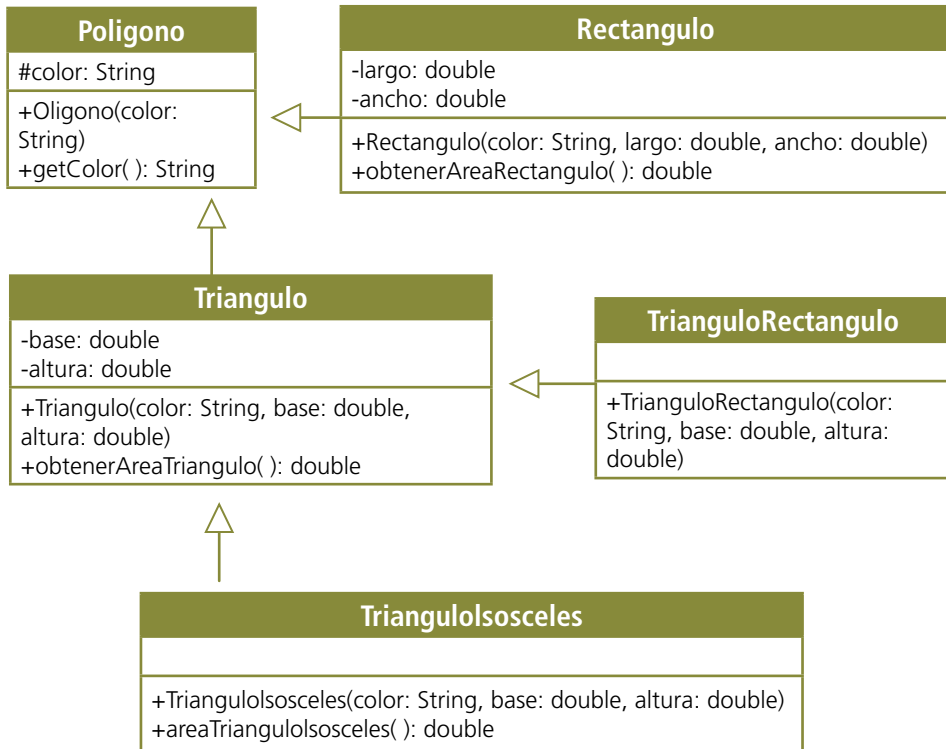 Poligono
#color: String
+Oligono(color:
String)
+getColor( ): String
Rectangulo
-largo: double
-ancho: double
+Rectangulo(color: String, largo: double, ancho: double)
+obtenerAreaRectangulo( ): double
Triangulo
-base: double
-altura: double
+Triangulo(color: String, base: double,
altura: double)
+obtenerAreaTriangulo( ): double
TrianguloRectangulo
+TrianguloRectangulo(color:
String, base: double, altura:
double)
TrianguloIsosceles
+TrianguloIsosceles(color: String, base: double, altura: double)
+areaTrianguloIsosceles( ): double